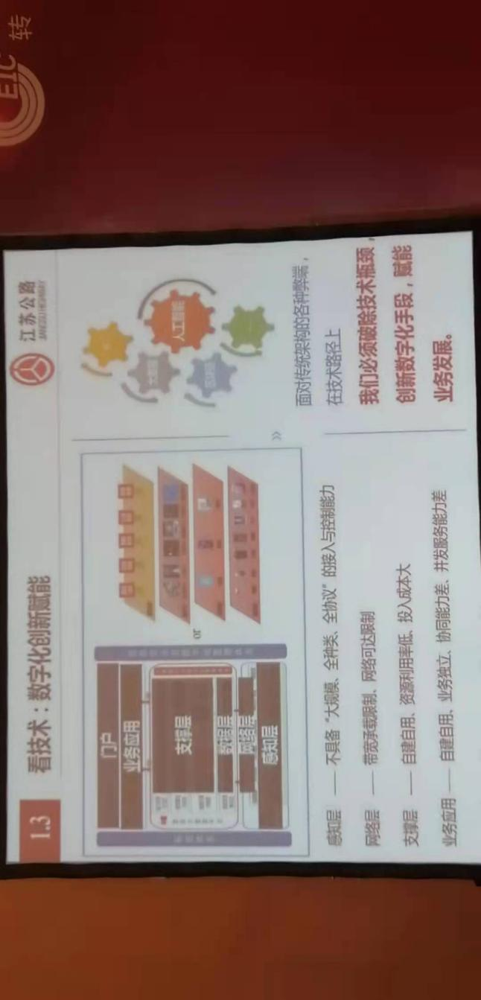 EIC
转
1.3
看技术：数字化创新赋能
江苏公路
JIANGSU HIGHWAY
门户
业务应用
支撑层
数据层
网络层
感知层
or
人工智能
大数据
面对传统架构的各种弊端，
在技术路径上
我们必须破除技术瓶颈，
创新数字化手段，赋能
业务发展。
感知层 —— 不具备“大规模、全种类、全协议”的接入与控制能力
网络层 —— 带宽承载限制、网络可达限制
支撑层 —— 自建自用、资源利用率低、投入成本大
业务应用 —— 自建自用、业务独立、协同能力差、并发服务能力差